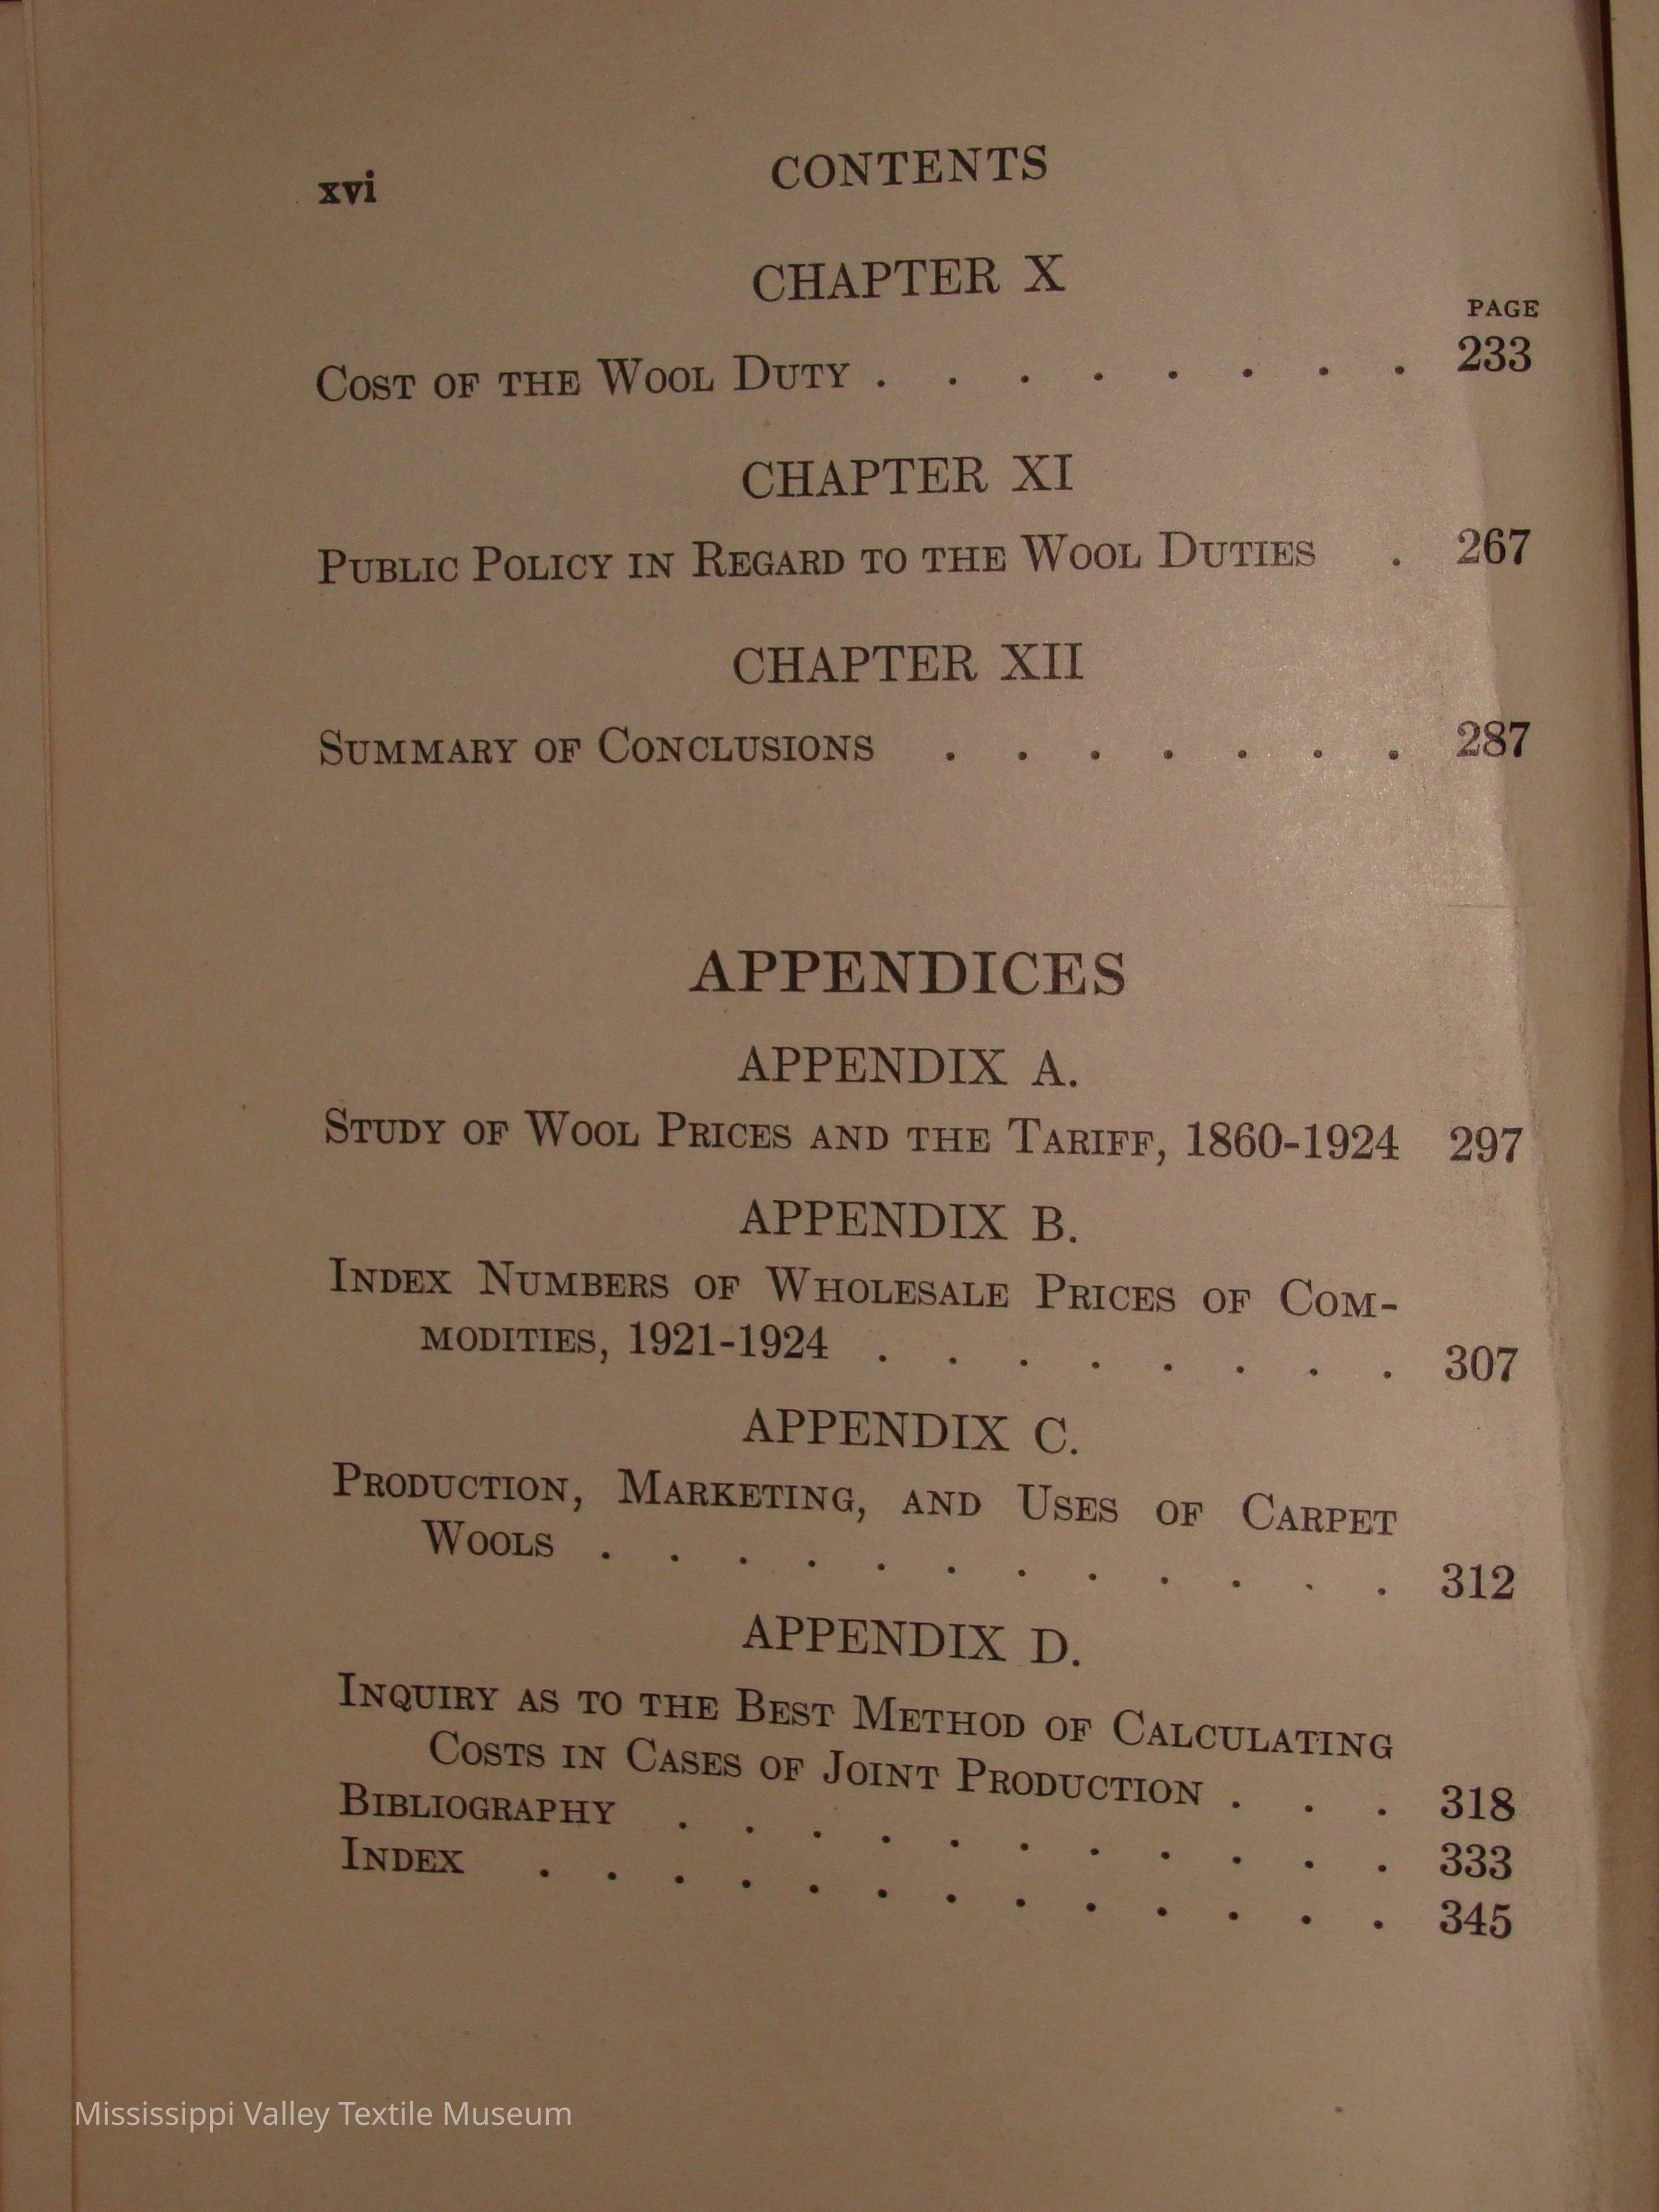 xvi CONTENTS
CHAPTER X
PAGE
Cost of the Wool Duty . . . . . . . . 233
CHAPTER XI
Public Policy in Regard to the Wool Duties . 267
CHAPTER XII
Summary of Conclusions . . . . . . . 287
APPENDICES
APPENDIX A.
Study of Wool Prices and the Tariff, 1860-1924 297
APPENDIX B.
Index Numbers of Wholesale Prices of Com-
modities, 1921-1924 . . . . . . . . 307
APPENDIX C.
Production, Marketing, and Uses of Carpet
Wools . . . . . . . . . . . . 312
APPENDIX D.
Inquiry as to the Best Method of Calculating
Costs in Cases of Joint Production . . . 318
Bibliography . . . . . . . . . . . 333
Index . . . . . . . . . . . . . 345
Mississippi Valley Textile Museum